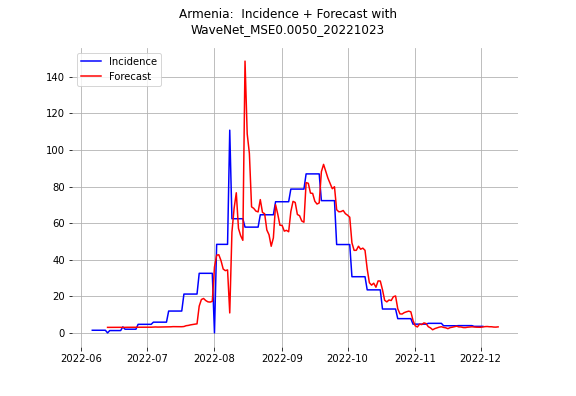 Armenia:  Incidence + Forecast with
WaveNet_MSE0.0050_20221023
Incidence
Forecast
140
120
100
80
60
40
20
0
2022-06 2022-07 2022-08 2022-09 2022-10 2022-11 2022-12